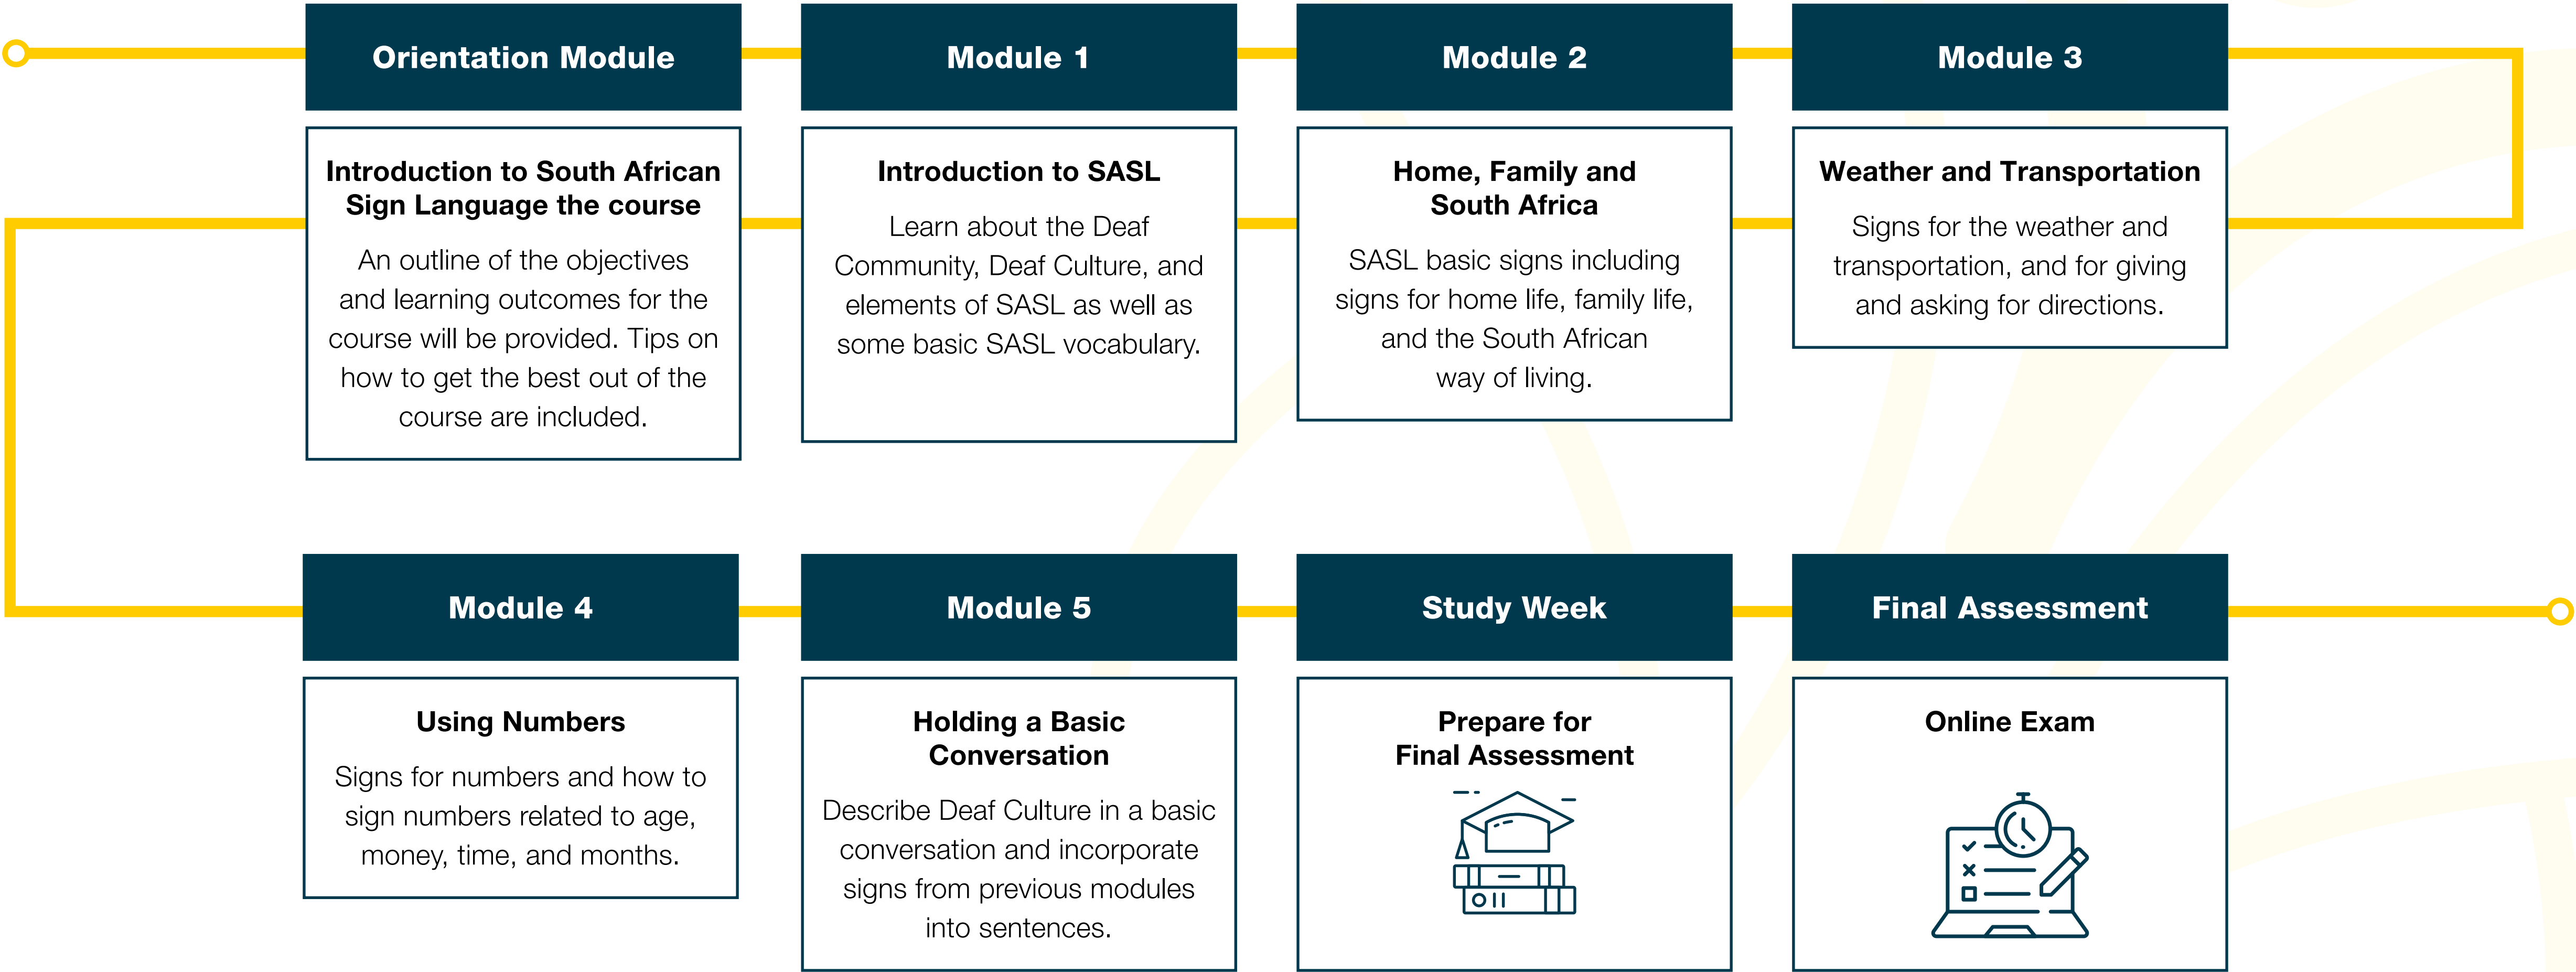 Orientation Module
Introduction to South African
Sign Language the course
An outline of the objectives
and learning outcomes for the
course will be provided. Tips on
how to get the best out of the
course are included.
Module 1
Introduction to SASL
Learn about the Deaf
Community, Deaf Culture, and
elements of SASL as well as
some basic SASL vocabulary.
Module 2
Home, Family and
South Africa
SASL basic signs including
signs for home life, family life,
and the South African
way of living.
Module 3
Weather and Transportation
Signs for the weather and
transportation, and for giving
and asking for directions.
Module 4
Using Numbers
Signs for numbers and how to
sign numbers related to age,
money, time, and months.
Module 5
Holding a Basic
Conversation
Describe Deaf Culture in a basic
conversation and incorporate
signs from previous modules
into sentences.
Study Week
Prepare for
Final Assessment
Final Assessment
Online Exam